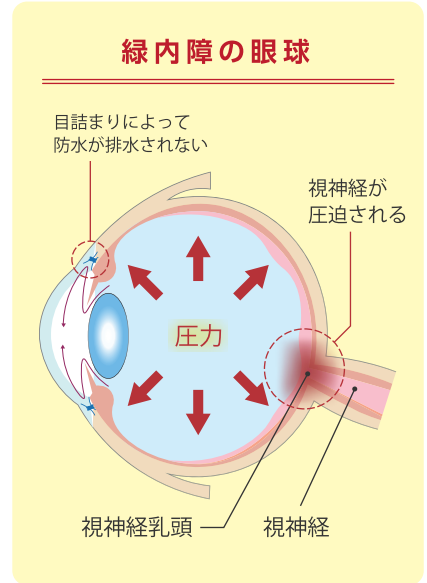 緑内障の眼球
目詰まりによって
防水が排水されない
視神経が
圧迫される
圧力
視神経乳頭
視神経